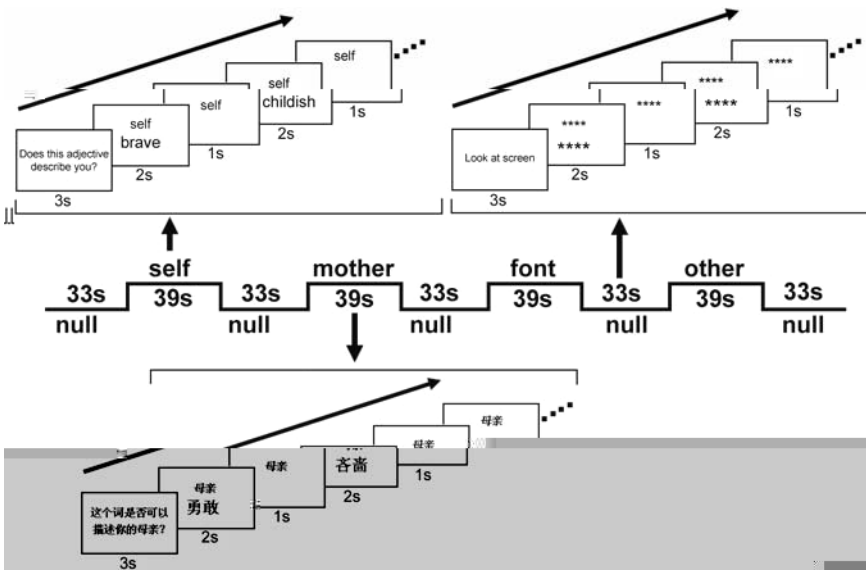 self
self
childish
1s
self
2s
self
brave
1s
2s
Does this adjective
describe you?
3s
****
****
****
1s
****
2s
****
****
1s
2s
Look at screen
3s
self
mother
font
other
33s
39s
33s
39s
33s
39s
33s
39s
33s
null
null
null
null
null
母亲
母亲
1s
吝啬
2s
母亲
1s
母亲
勇敢
2s
这个词是否可以
描述你的母亲?
3s